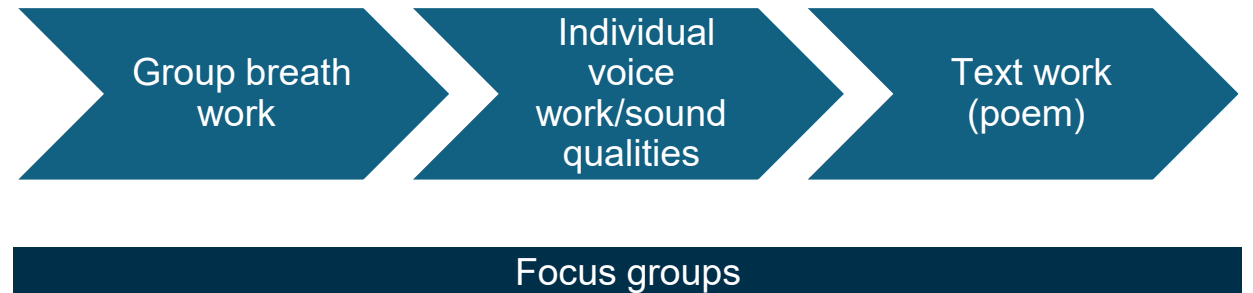 Group breath
work
Individual
voice
work/sound
qualities
Text work
(poem)
Focus groups